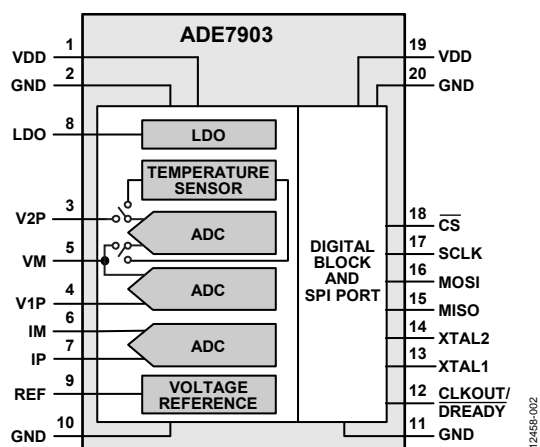 ADE7903
1
VDD
2
GND
8
LDO
LDO
TEMPERATURE
SENSOR
3
V2P
ADC
5
VM
ADC
4
V1P
6
IM
7
IP
ADC
9
REF
VOLTAGE
REFERENCE
10
GND
DIGITAL
BLOCK
AND
SPI PORT
19
VDD
20
GND
18
CS
17
SCLK
16
MOSI
15
MISO
14
XTAL2
13
XTAL1
12
CLKOUT/
DREADY
11
GND
12458-002